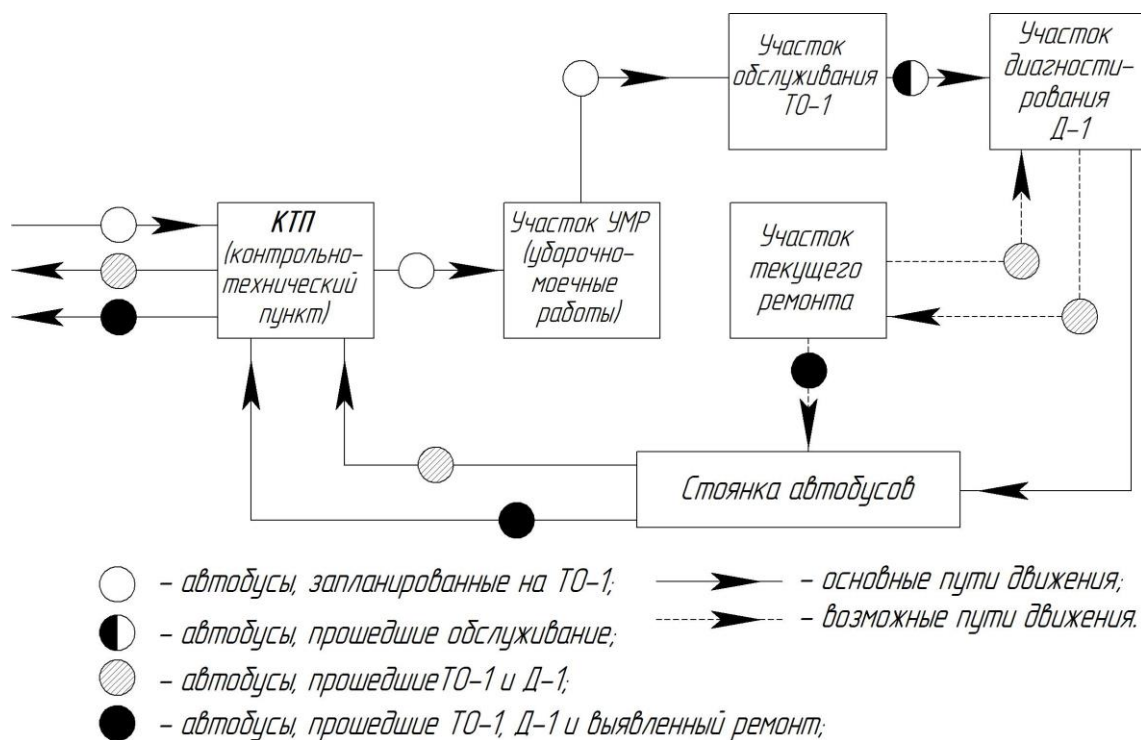 Участок
обслуживания
ТО-1
Участок
диагности-
рования
Д-1
КТП
(контрольно-
технический
пункт)
Участок УМР
(уборочно-
моечные
работы)
Участок
текущего
ремонта
Стоянка автобусов
- автобусы, запланированные на ТО-1;
- автобусы, прошедшие обслуживание;
- автобусы, прошедшие ТО-1 и Д-1;
- автобусы, прошедшие ТО-1, Д-1 и выявленный ремонт;
- основные пути движения;
- возможные пути движения.